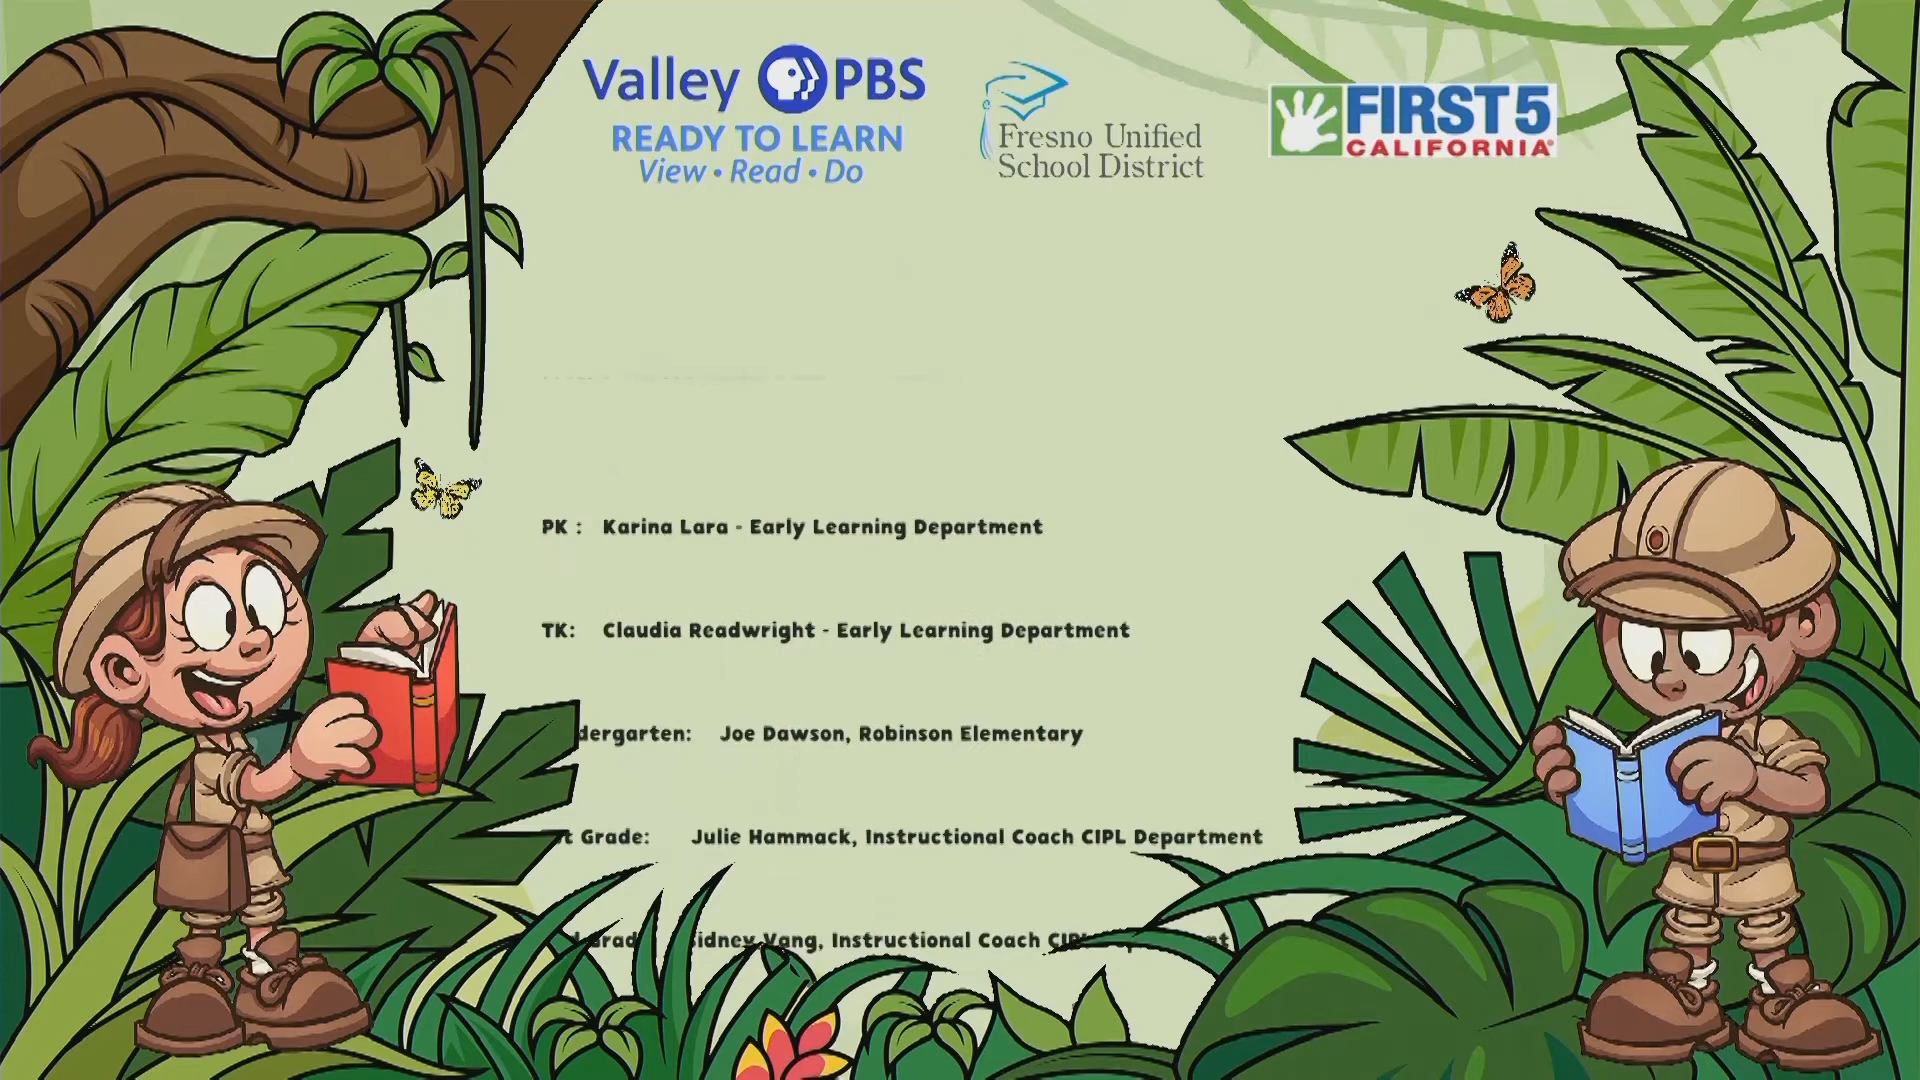 Valley PBS
READY TO LEARN
View • Read • Do
Fresno Unified
School District
FIRST 5
CALIFORNIA
PK : Karina Lara - Early Learning Department
TK: Claudia Readwright - Early Learning Department
dergarten: Joe Dawson, Robinson Elementary
t Grade: Julie Hammack, Instructional Coach CIPL Department
Vang, Instructional Coach